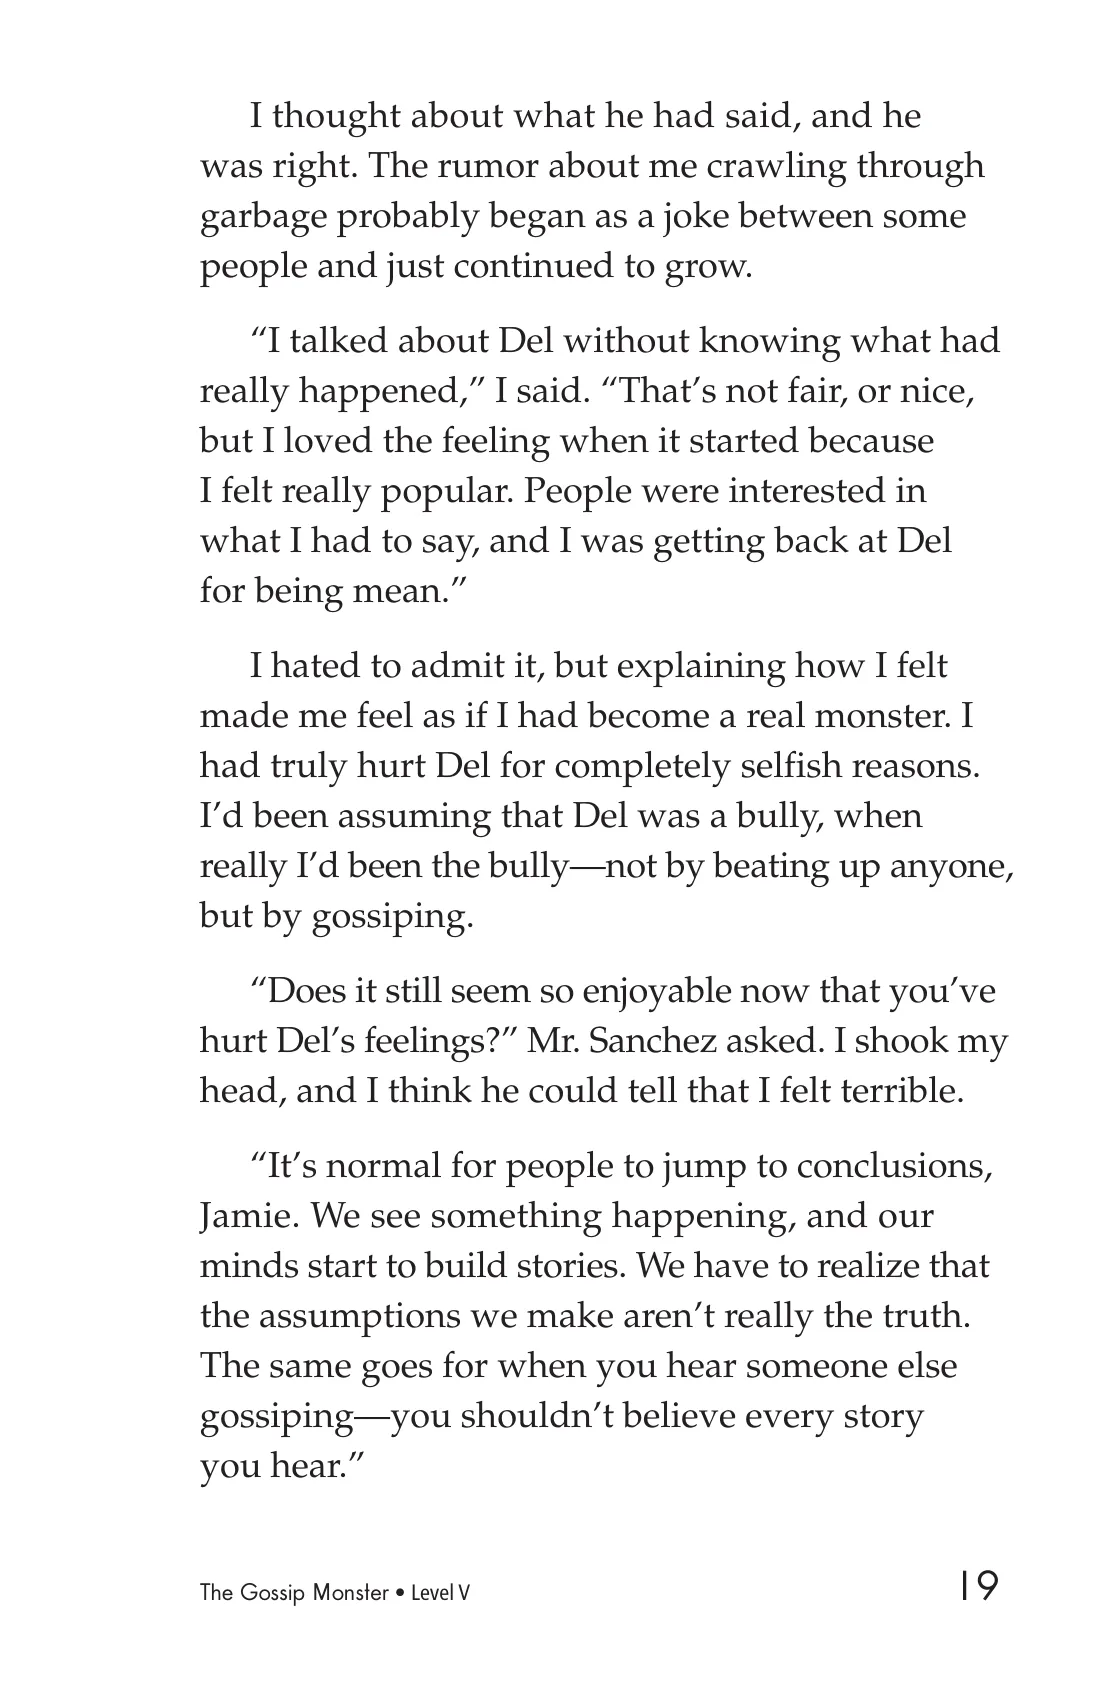 I thought about what he had said, and he
was right. The rumor about me crawling through
garbage probably began as a joke between some
people and just continued to grow.
“I talked about Del without knowing what had
really happened,” I said. “That’s not fair, or nice,
but I loved the feeling when it started because
I felt really popular. People were interested in
what I had to say, and I was getting back at Del
for being mean.”
I hated to admit it, but explaining how I felt
made me feel as if I had become a real monster. I
had truly hurt Del for completely selfish reasons.
I’d been assuming that Del was a bully, when
really I’d been the bully—not by beating up anyone,
but by gossiping.
“Does it still seem so enjoyable now that you’ve
hurt Del’s feelings?” Mr. Sanchez asked. I shook my
head, and I think he could tell that I felt terrible.
“It’s normal for people to jump to conclusions,
Jamie. We see something happening, and our
minds start to build stories. We have to realize that
the assumptions we make aren’t really the truth.
The same goes for when you hear someone else
gossiping—you shouldn’t believe every story
you hear.”
The Gossip Monster • Level V 19